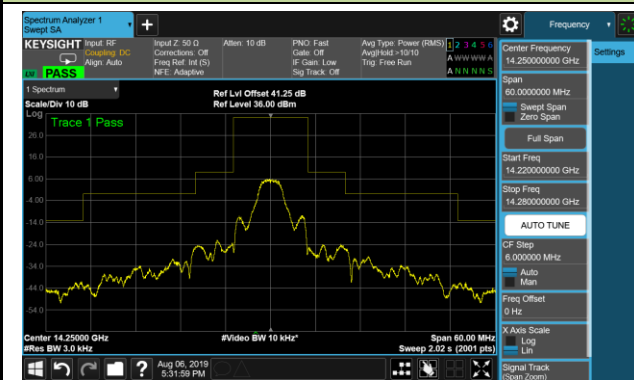 Spectrum Analyzer 1
Swept SA
Frequency
KEYSIGHT
Input: RF
Coupling: DC
Align: Auto
Input Z: 50 Ω
Corrections: Off
Freq Ref: Int (S)
NFE: Adaptive
Atten: 10 dB
PNO: Fast
Gate: Off
IF Gain: Low
Sig Track: Off
Avg Type: Power (RMS)
Avg|Hold:>10/10
Trig: Free Run
1 2 3 4 5 6
A W W W W A
A N N N N S
PASS
1 Spectrum
Scale/Div 10 dB
Log
Ref Lvl Offset 41.25 dB
Ref Level 36.00 dBm
Trace 1 Pass
26.0
16.0
6.00
-4.00
-14.0
-24.0
-34.0
-44.0
-54.0
Center 14.25000 GHz
#Res BW 3.0 kHz
#Video BW 10 kHz*
Span 60.00 MHz
Sweep 2.02 s (2001 pts)
Center Frequency
14.250000000 GHz
Settings
Span
60.0000000 MHz
Swept Span
Zero Span
Full Span
Start Freq
14.220000000 GHz
Stop Freq
14.280000000 GHz
AUTO TUNE
CF Step
6.000000 MHz
Auto
Man
Freq Offset
0 Hz
X Axis Scale
Log
Lin
Signal Track
(Span Zoom)
?
Aug 06, 2019
5:31:59 PM